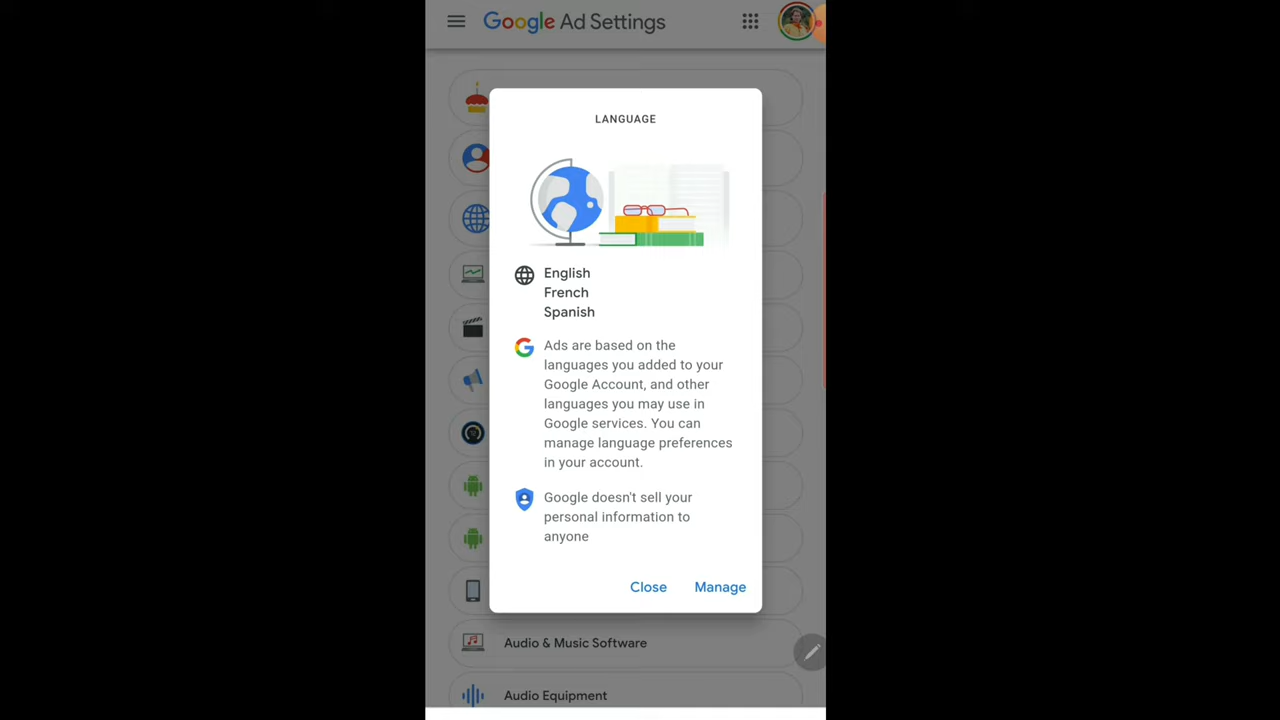 Google Ad Settings
LANGUAGE
English
French
Spanish
Ads are based on the
languages you added to your
Google Account, and other
languages you may use in
Google services. You can
manage language preferences
in your account.
Google doesn't sell your
personal information to
anyone
Close Manage
Audio & Music Software
Audio Equipment